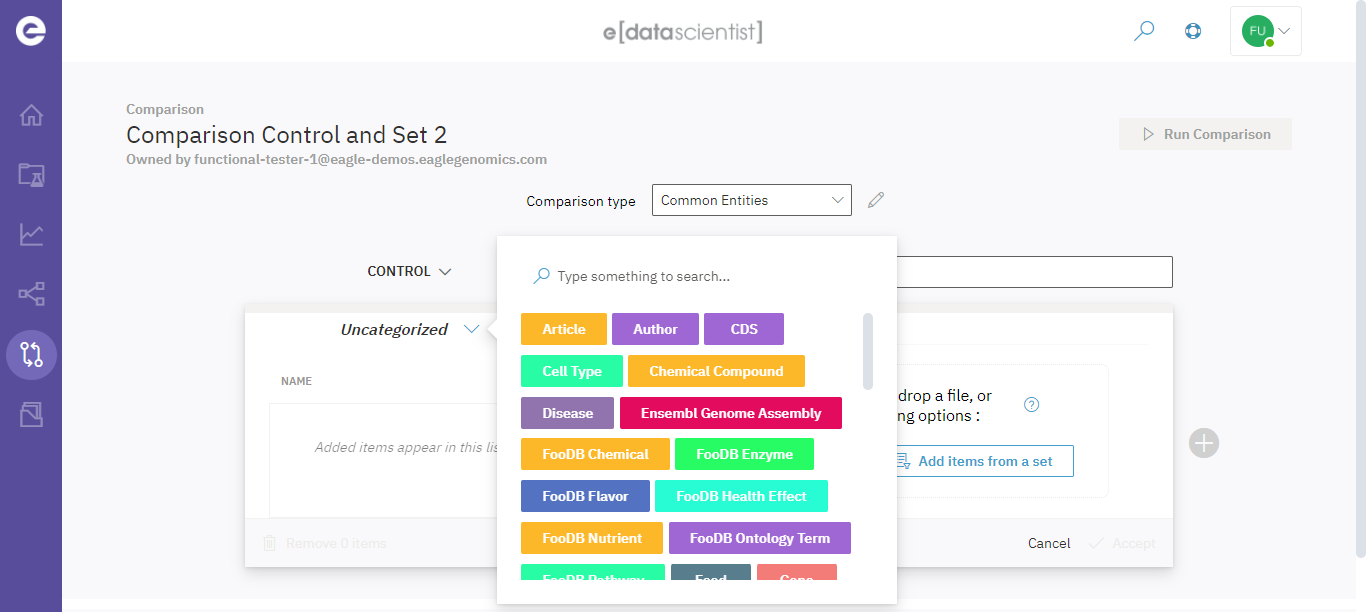 e[datascientist]
FU
Comparison
Comparison Control and Set 2
Owned by functional-tester-1@eagle-demos.eaglegenomics.com
Run Comparison
Comparison type
Common Entities
CONTROL
Type something to search...
Uncategorized
Article Author CDS
Cell Type Chemical Compound
NAME
drop a file, or
Disease Ensembl Genome Assembly
ng options :
Added items appear in this lis
FooDB Chemical FooDB Enzyme
Add items from a set
FooDB Flavor FooDB Health Effect
FooDB Nutrient FooDB Ontology Term
Remove 0 items
Cancel Accept
FooDB Pathway Food Gene